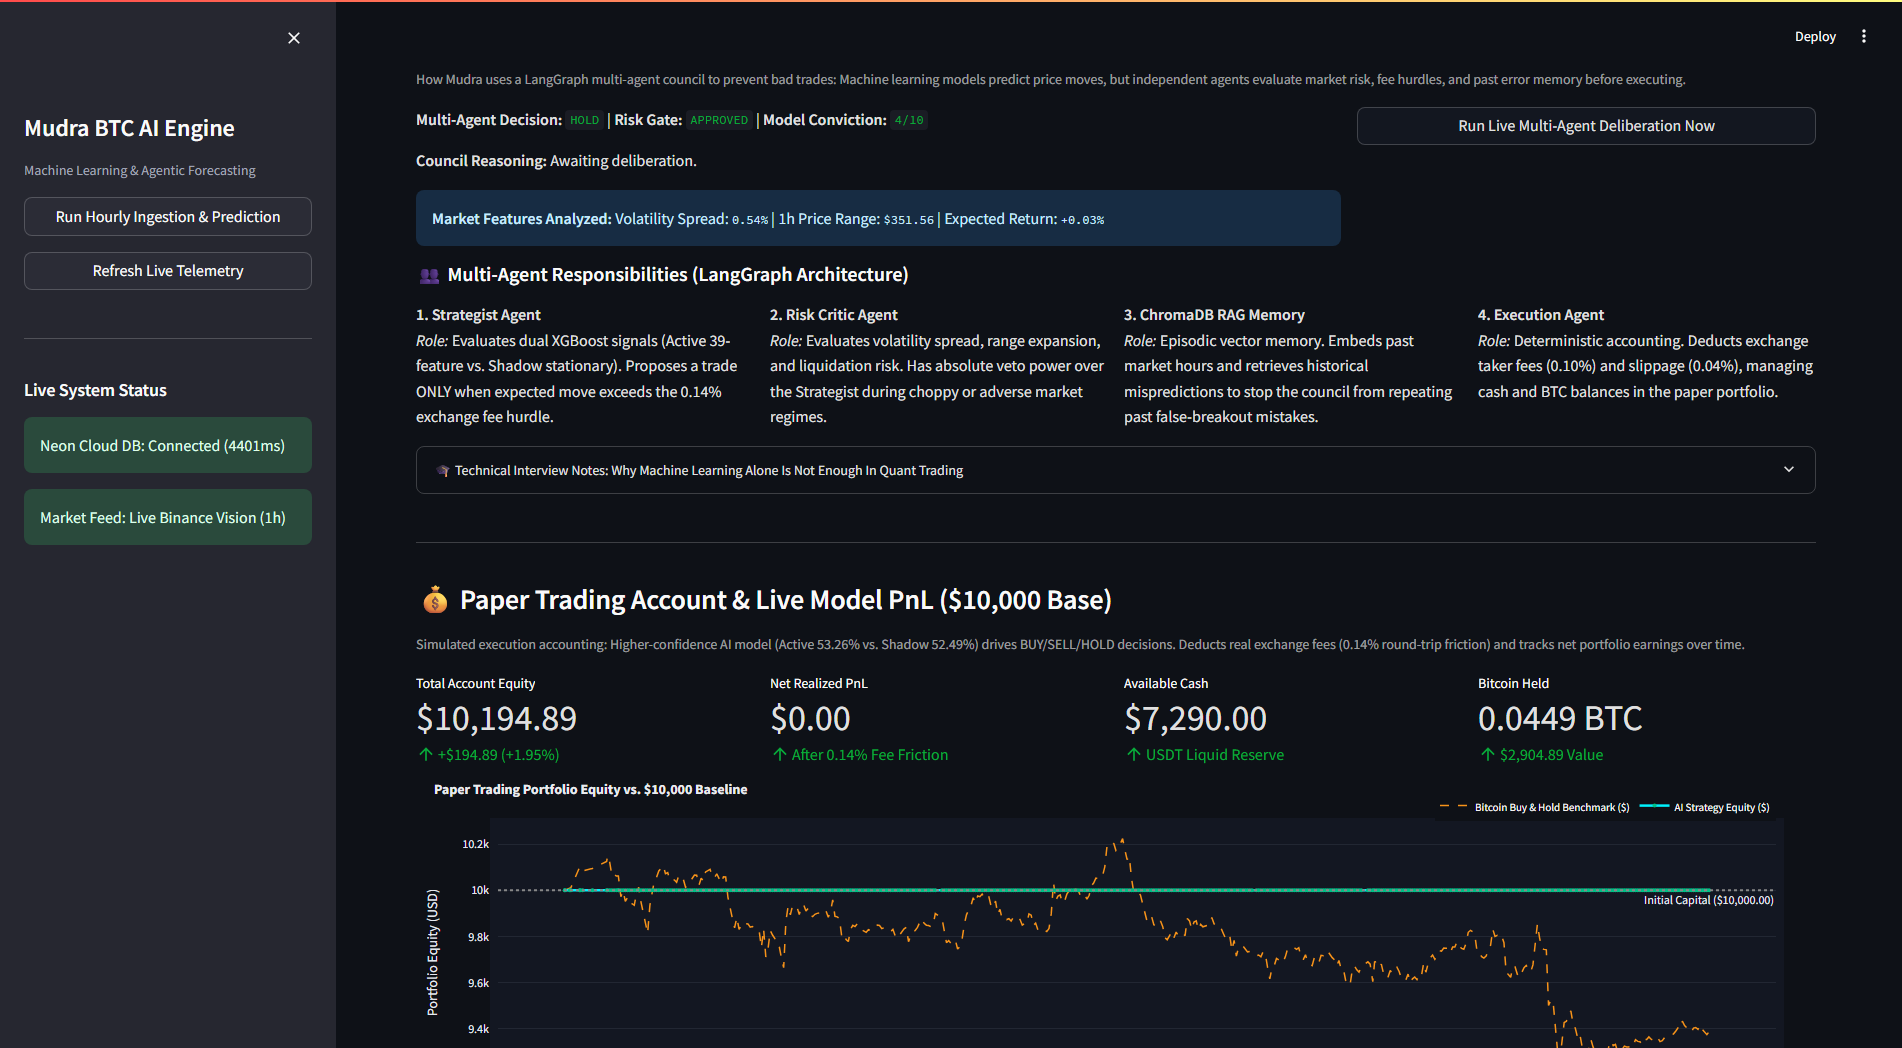 Deploy
Mudra BTC AI Engine
Machine Learning & Agentic Forecasting
Run Hourly Ingestion & Prediction
Refresh Live Telemetry
Live System Status
Neon Cloud DB: Connected (4401ms)
Market Feed: Live Binance Vision (1h)
How Mudra uses a LangGraph multi-agent council to prevent bad trades: Machine learning models predict price moves, but independent agents evaluate market risk, fee hurdles, and past error memory before executing.
Multi-Agent Decision: HOLD | Risk Gate: APPROVED | Model Conviction: 4/10
Run Live Multi-Agent Deliberation Now
Council Reasoning: Awaiting deliberation.
Market Features Analyzed: Volatility Spread: 0.54% | 1h Price Range: $351.56 | Expected Return: +0.03%
Multi-Agent Responsibilities (LangGraph Architecture)
1. Strategist Agent
Role: Evaluates dual XGBoost signals (Active 39-
feature vs. Shadow stationary). Proposes a trade
ONLY when expected move exceeds the 0.14%
exchange fee hurdle.
2. Risk Critic Agent
Role: Evaluates volatility spread, range expansion,
and liquidation risk. Has absolute veto power over
the Strategist during choppy or adverse market
regimes.
3. ChromaDB RAG Memory
Role: Episodic vector memory. Embeds past
market hours and retrieves historical
mispredictions to stop the council from repeating
past false-breakout mistakes.
4. Execution Agent
Role: Deterministic accounting. Deducts exchange
taker fees (0.10%) and slippage (0.04%), managing
cash and BTC balances in the paper portfolio.
Technical Interview Notes: Why Machine Learning Alone Is Not Enough In Quant Trading
Paper Trading Account & Live Model PnL ($10,000 Base)
Simulated execution accounting: Higher-confidence AI model (Active 53.26% vs. Shadow 52.49%) drives BUY/SELL/HOLD decisions. Deducts real exchange fees (0.14% round-trip friction) and tracks net portfolio earnings over time.
Total Account Equity
$10,194.89
+$194.89 (+1.95%)
Net Realized PnL
$0.00
After 0.14% Fee Friction
Available Cash
$7,290.00
USDT Liquid Reserve
Bitcoin Held
0.0449 BTC
$2,904.89 Value
Paper Trading Portfolio Equity vs. $10,000 Baseline
Bitcoin Buy & Hold Benchmark ($)
AI Strategy Equity ($)
Portfolio Equity (USD)
10.2k
10k
9.8k
9.6k
9.4k
Initial Capital ($10,000.00)